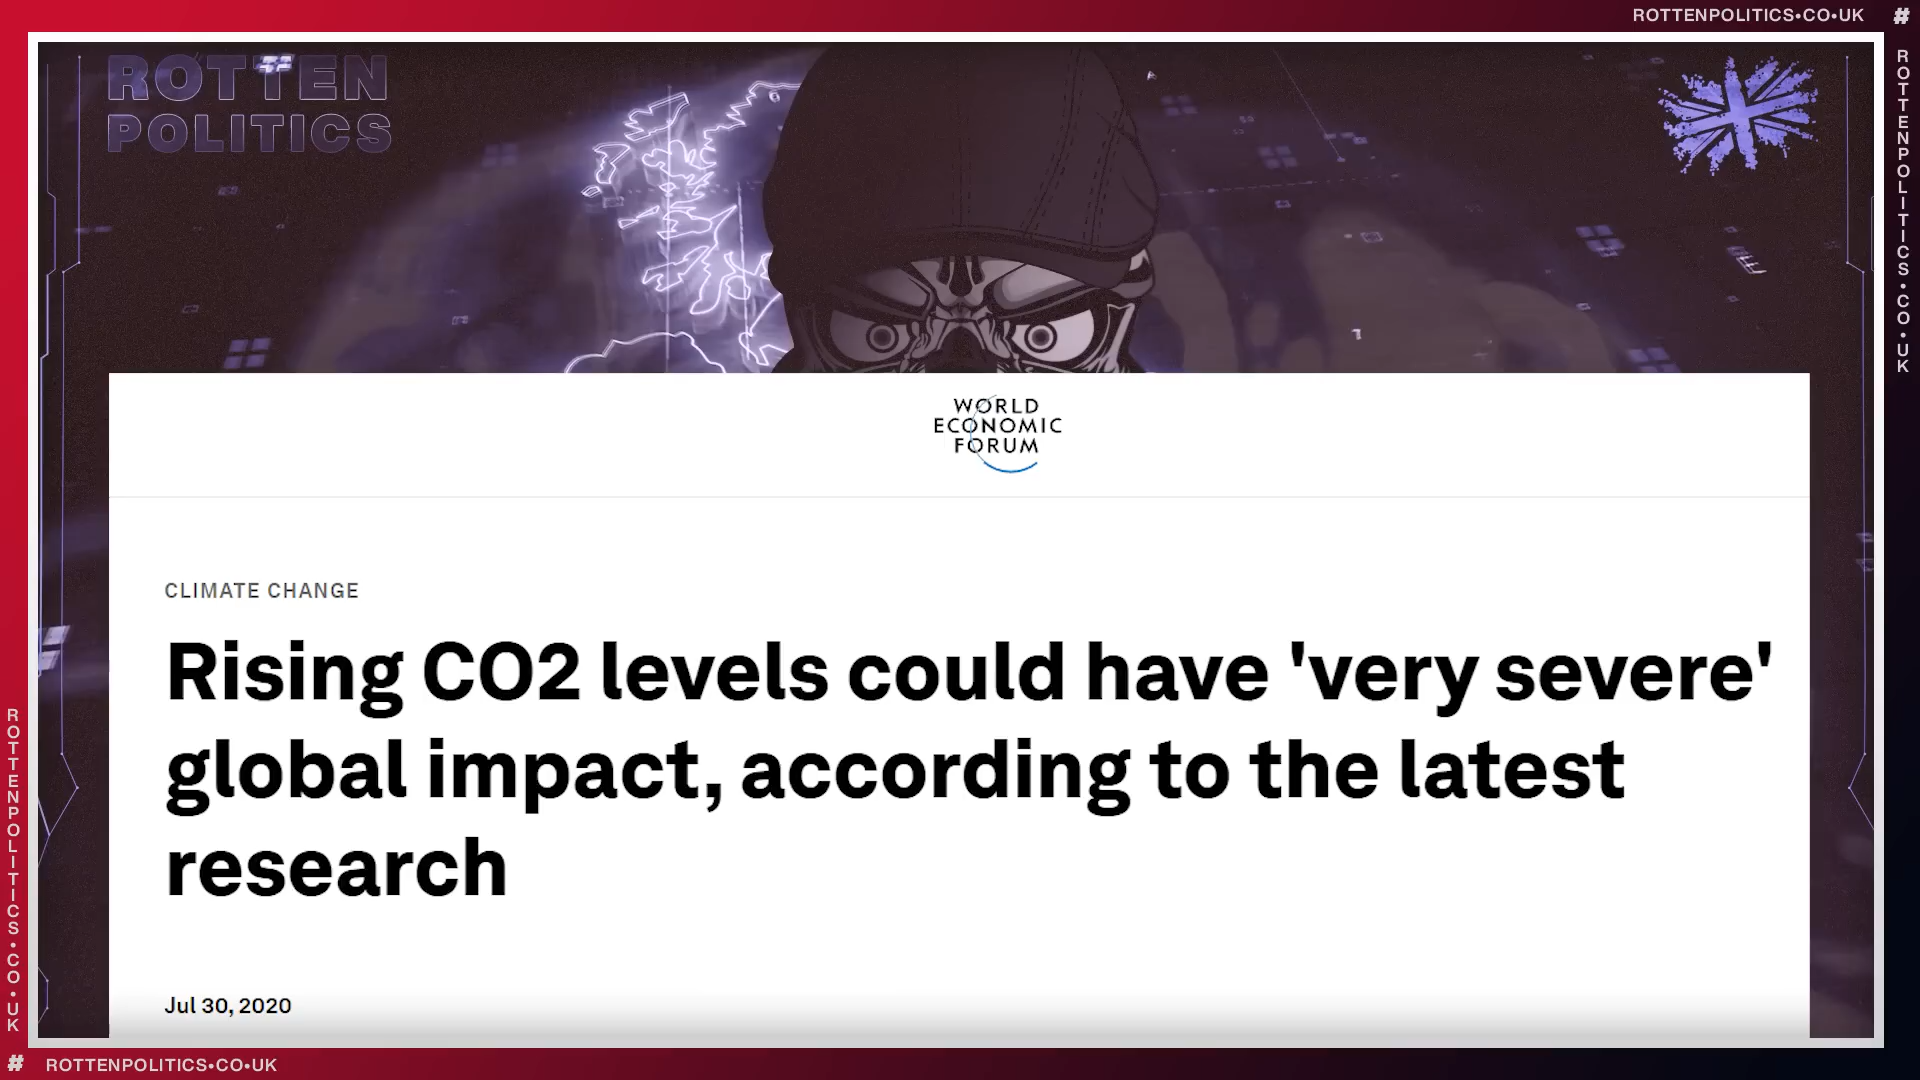 ROTTENPOLITICS•CO•UK #
ROTTEN
POLITICS
ROTTENPOLITICS•CO•UK
WORLD
ECONOMIC
FORUM
CLIMATE CHANGE
Rising CO2 levels could have 'very severe'
global impact, according to the latest
research
Jul 30, 2020
ROTTENPOLITICS•CO•UK
# ROTTENPOLITICS•CO•UK